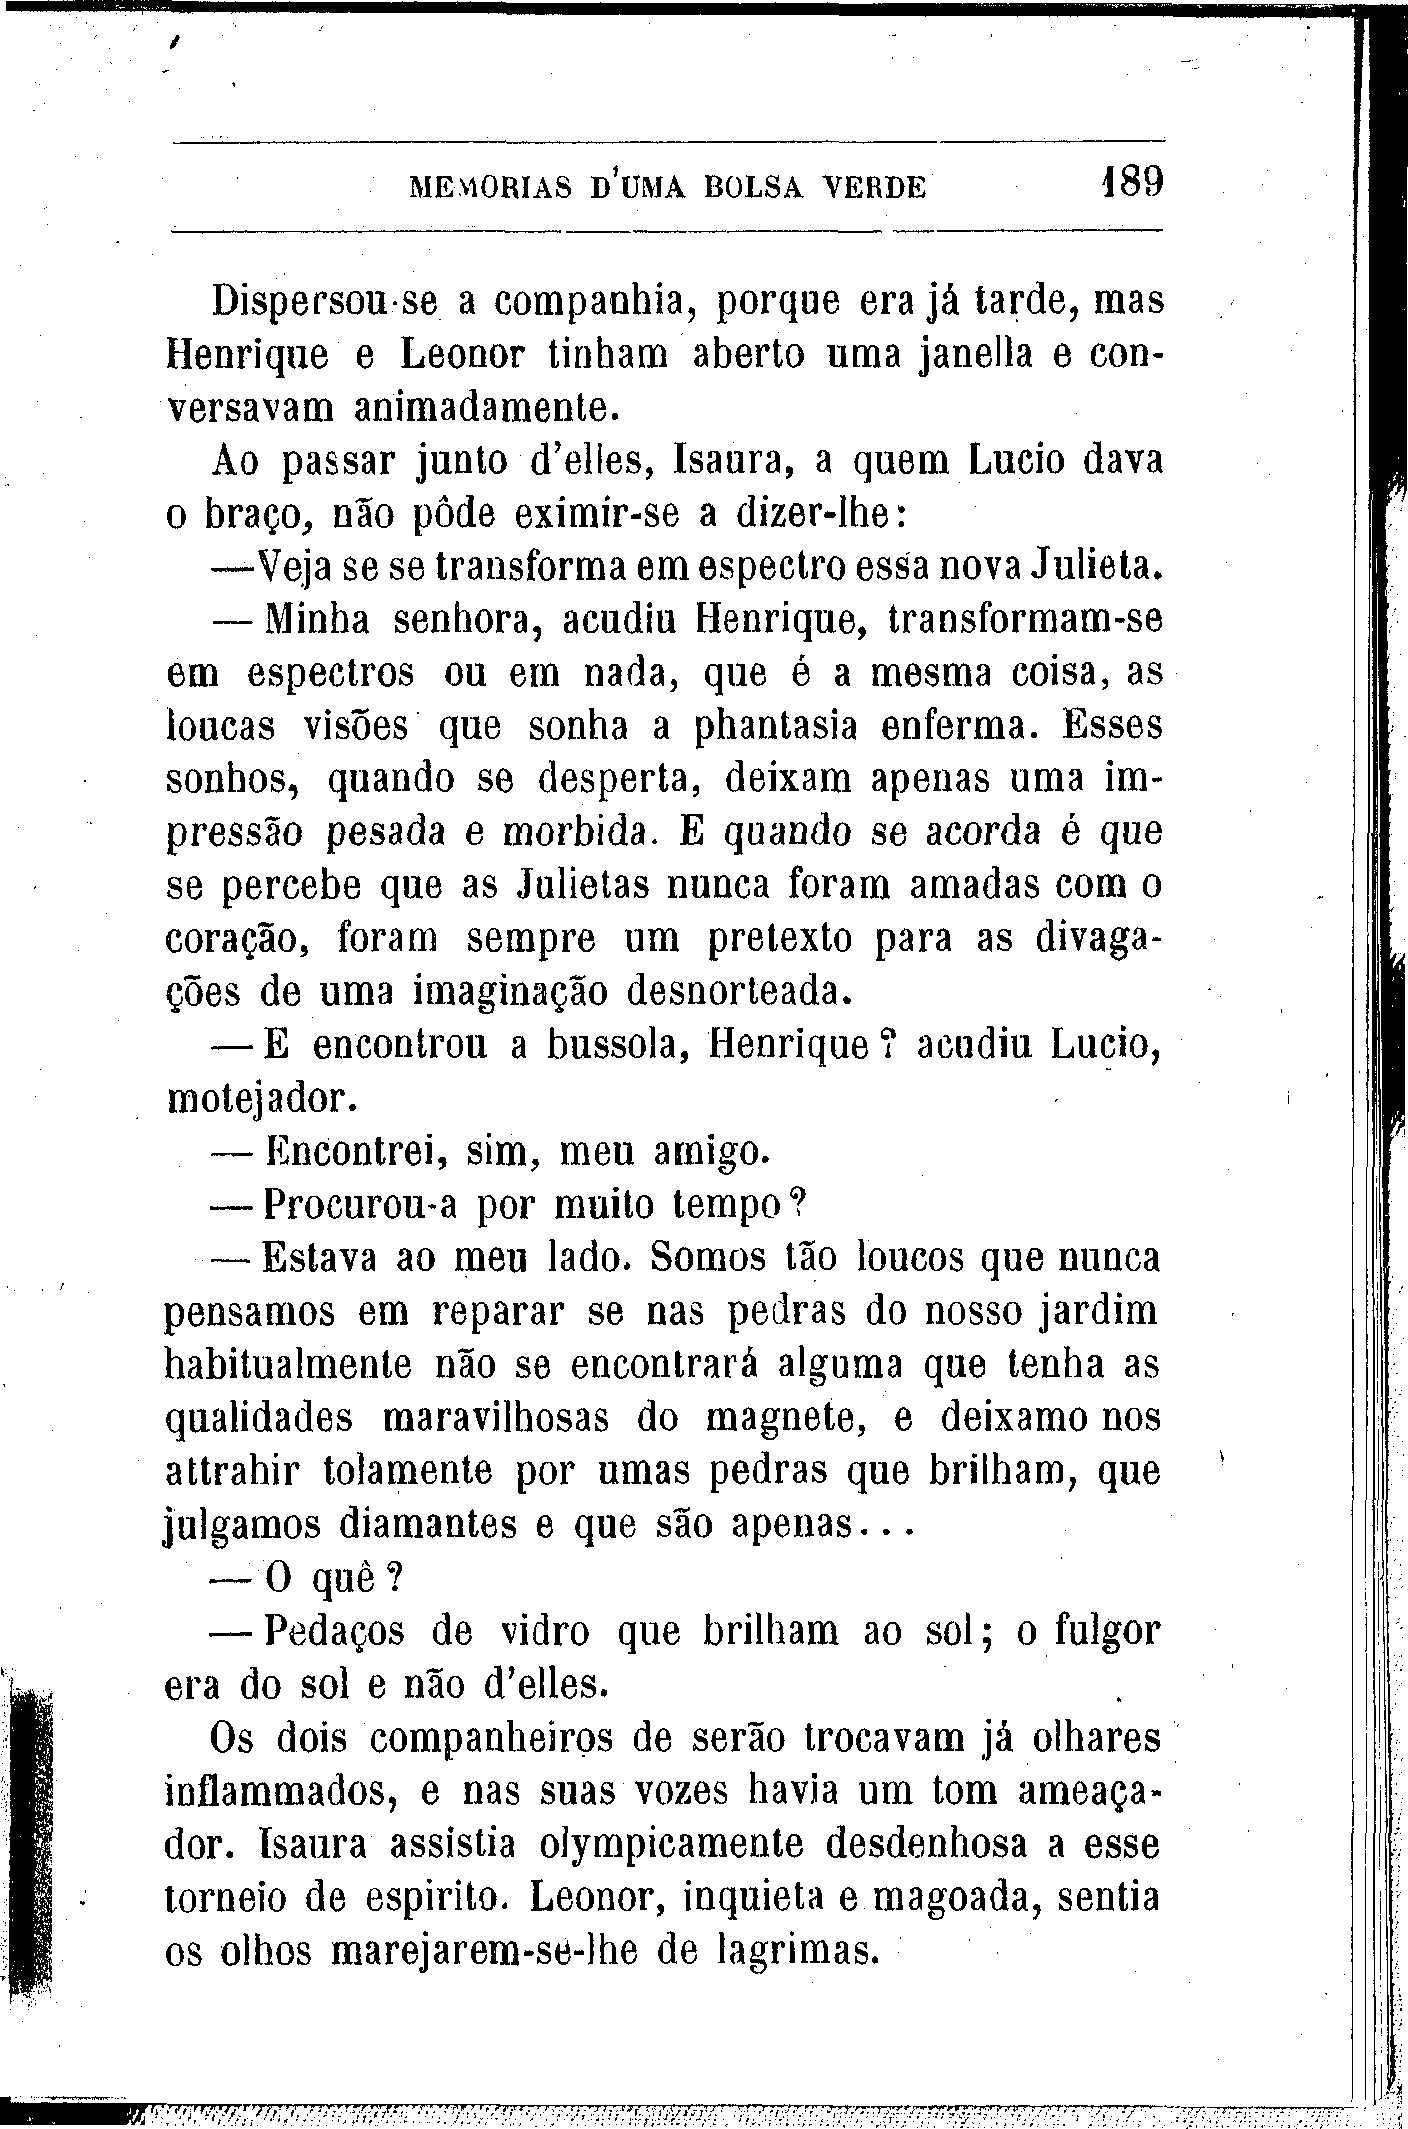 MEMORIAS D'UMA BOLSA VERDE 189
Dispersou-se a companhia, porque era já tarde, mas
Henrique e Leonor tinham aberto uma janella e con-
versavam animadamente.
Ao passar junto d'elles, Isaura, a quem Lucio dava
o braço, não pôde eximir-se a dizer-lhe:
—Veja se se transforma em espectro essa nova Julieta.
— Minha senhora, acudiu Henrique, transformam-se
em espectros ou em nada, que é a mesma coisa, as
loucas visões que sonha a phantasia enferma. Esses
sonhos, quando se desperta, deixam apenas uma im-
pressão pesada e morbida. E quando se acorda é que
se percebe que as Julietas nunca foram amadas com o
coração, foram sempre um pretexto para as divaga-
ções de uma imaginação desnorteada.
— E encontrou a bussola, Henrique? acudiu Lucio,
motejador.
— Encontrei, sim, meu amigo.
— Procurou-a por muito tempo?
— Estava ao meu lado. Somos tão loucos que nunca
pensamos em reparar se nas pedras do nosso jardim
habitualmente não se encontrará alguma que tenha as
qualidades maravilhosas do magnete, e deixamo nos
attrahir tolamente por umas pedras que brilham, que
julgamos diamantes e que são apenas...
— O quê?
— Pedaços de vidro que brilham ao sol; o fulgor
era do sol e não d'elles.
Os dois companheiros de serão trocavam já olhares
inflammados, e nas suas vozes havia um tom ameaça-
dor. Isaura assistia olympicamente desdenhosa a esse
torneio de espirito. Leonor, inquieta e magoada, sentia
os olhos marejarem-se-lhe de lagrimas.